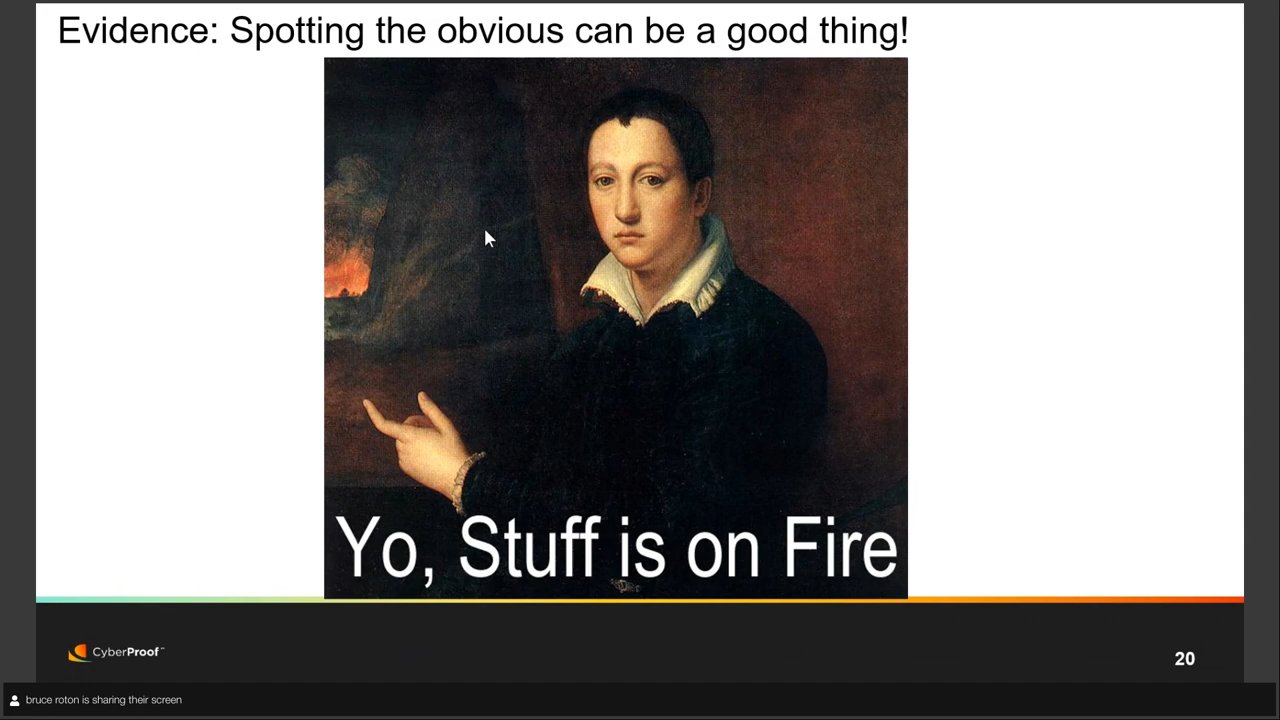 Evidence: Spotting the obvious can be a good thing!
Yo, Stuff is on Fire
CyberProof™
20
bruce roton is sharing their screen